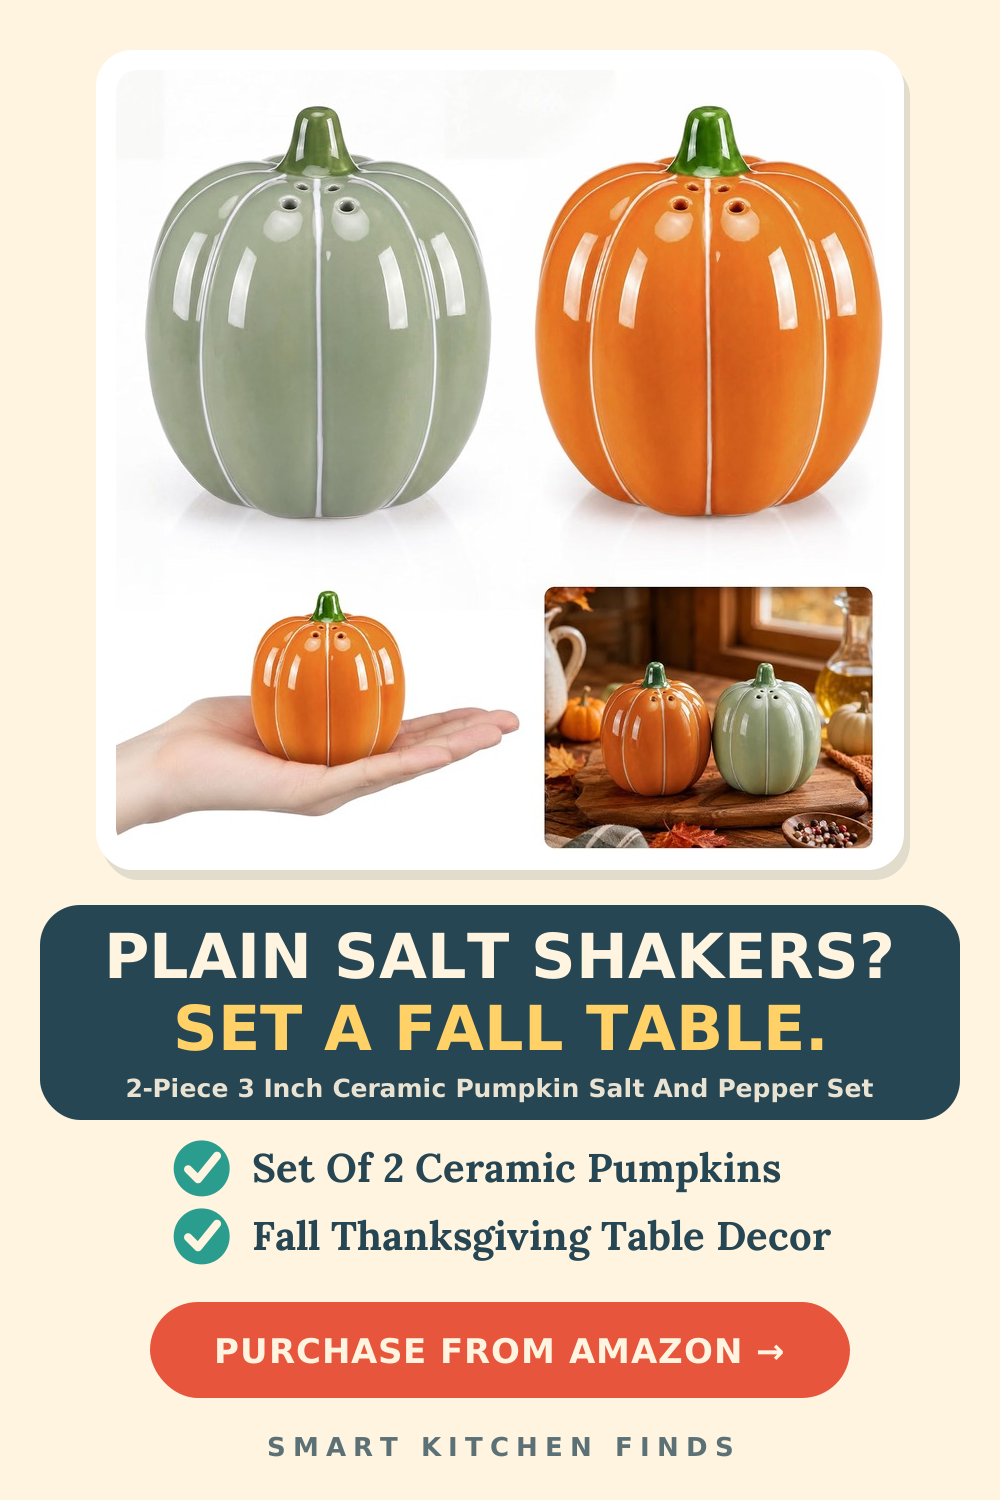 PLAIN SALT SHAKERS?
SET A FALL TABLE.
2-Piece 3 Inch Ceramic Pumpkin Salt And Pepper Set
Set Of 2 Ceramic Pumpkins
Fall Thanksgiving Table Decor
PURCHASE FROM AMAZON →
SMART KITCHEN FINDS